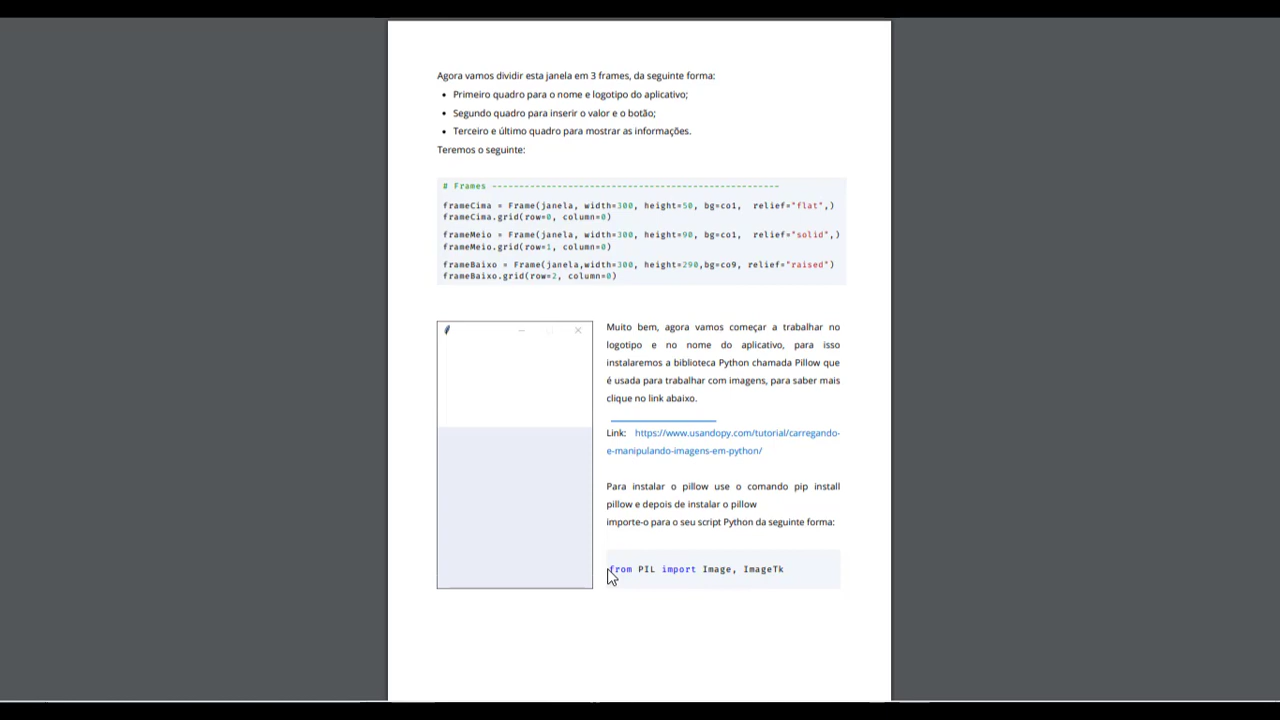 Agora vamos dividir esta janela em 3 frames, da seguinte forma:
• Primeiro quadro para o nome e logotipo do aplicativo;
• Segundo quadro para inserir o valor e o botão;
• Terceiro e último quadro para mostrar as informações.
Teremos o seguinte:
# Frames -----------------------------------------------------
frameCima = Frame(janela, width=300, height=50, bg=co1,  relief="flat",)
frameCima.grid(row=0, column=0)
frameMeio = Frame(janela, width=300, height=90, bg=co1,  relief="solid",)
frameMeio.grid(row=1, column=0)
frameBaixo = Frame(janela,width=300, height=290,bg=co9, relief="raised")
frameBaixo.grid(row=2, column=0)
Muito bem, agora vamos começar a trabalhar no
logotipo e no nome do aplicativo, para isso
instalaremos a biblioteca Python chamada Pillow que
é usada para trabalhar com imagens, para saber mais
clique no link abaixo.
Link: https://www.usandopy.com/tutorial/carregando-
e-manipulando-imagens-em-python/
Para instalar o pillow use o comando pip install
pillow e depois de instalar o pillow
importe-o para o seu script Python da seguinte forma:
from PIL import Image, ImageTk